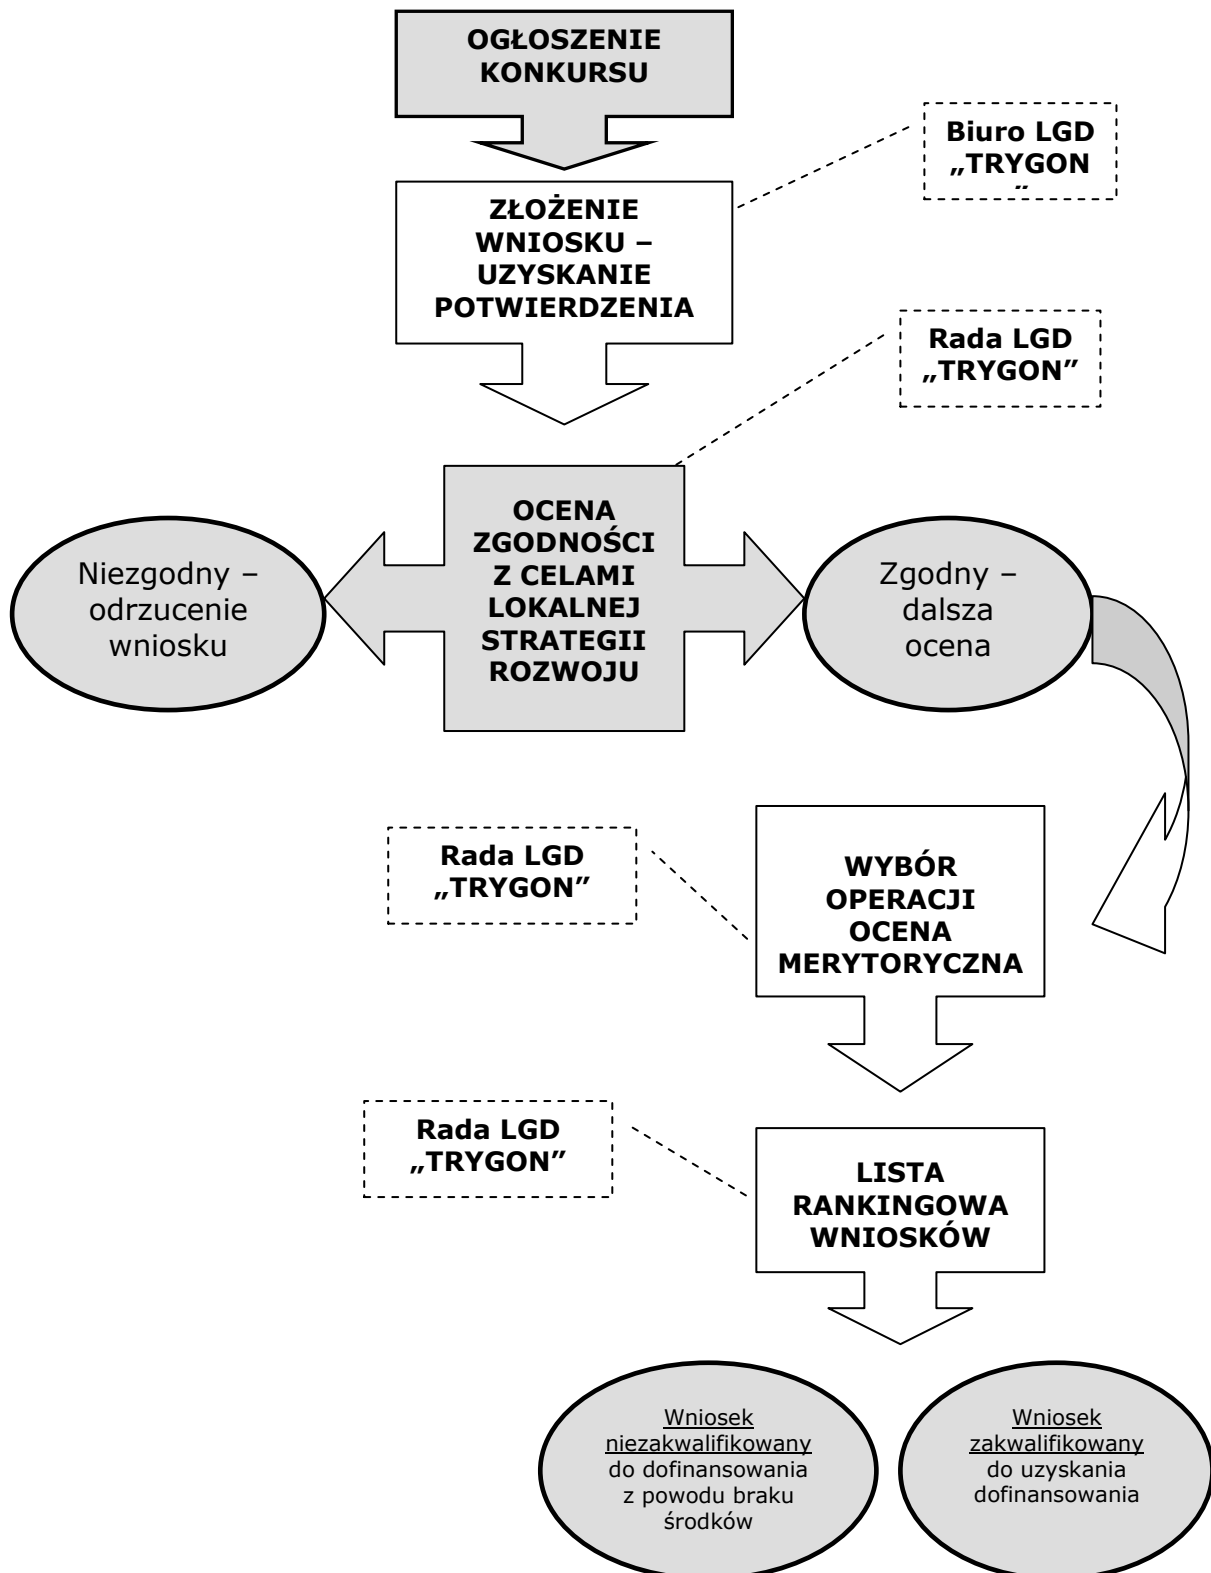 OGŁOSZENIE
KONKURSU
Biuro LGD
„TRYGON
”
ZŁOŻENIE
WNIOSKU –
UZYSKANIE
POTWIERDZENIA
Rada LGD
„TRYGON”
OCENA
ZGODNOŚCI
Z CELAMI
LOKALNEJ
STRATEGII
ROZWOJU
Niezgodny –
odrzucenie
wniosku
Zgodny –
dalsza
ocena
Rada LGD
„TRYGON”
WYBÓR
OPERACJI
OCENA
MERYTORYCZNA
Rada LGD
„TRYGON”
LISTA
RANKINGOWA
WNIOSKÓW
Wniosek
niezakwalifikowany
do dofinansowania
z powodu braku
środków
Wniosek
zakwalifikowany
do uzyskania
dofinansowania